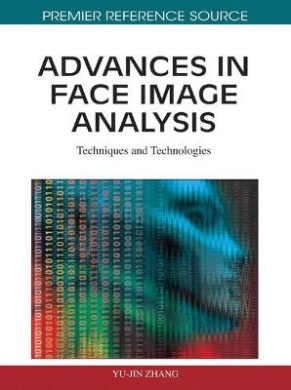 PREMIER REFERENCE SOURCE
ADVANCES IN
FACE IMAGE
ANALYSIS
Techniques and Technologies
YU-JIN ZHANG